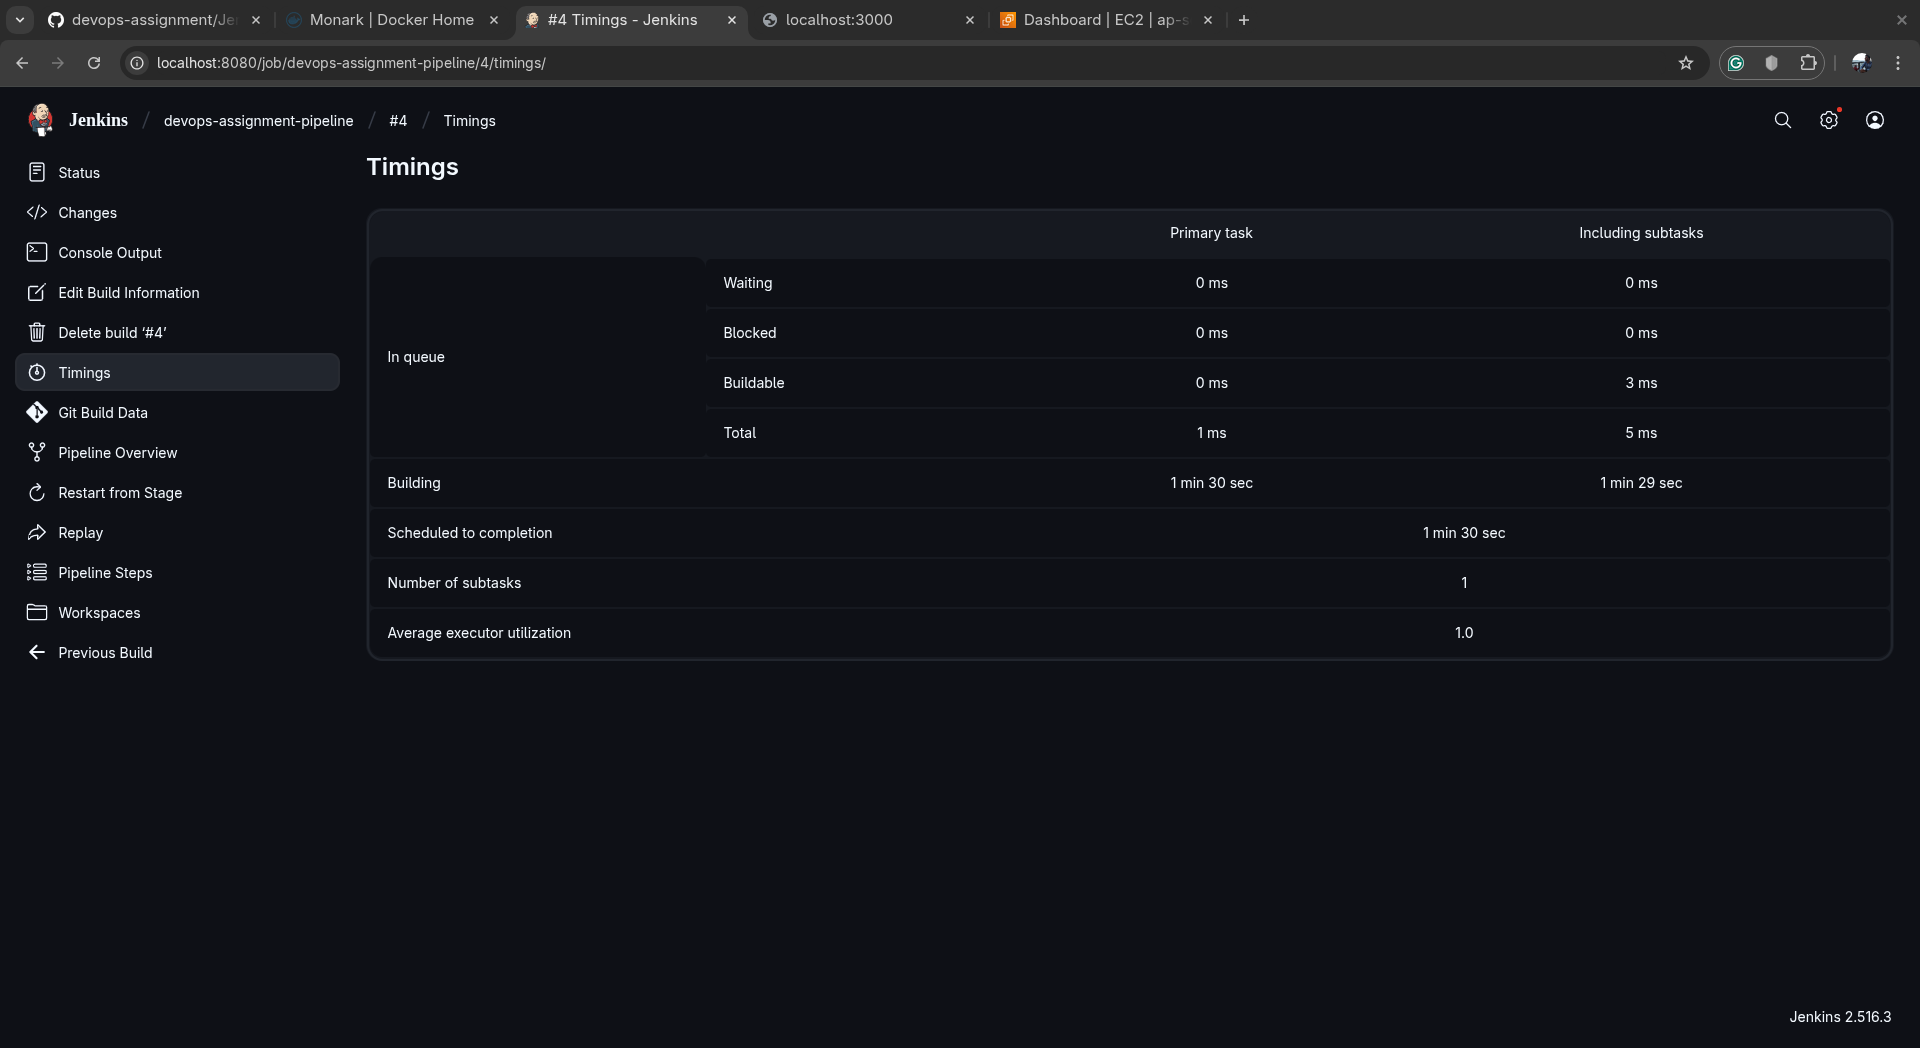 devops-assignment/Je
Monark | Docker Home
#4 Timings - Jenkins
localhost:3000
Dashboard | EC2 | ap-s
localhost:8080/job/devops-assignment-pipeline/4/timings/
Jenkins / devops-assignment-pipeline / #4 / Timings
Status
Changes
Console Output
Edit Build Information
Delete build ‘#4’
Timings
Git Build Data
Pipeline Overview
Restart from Stage
Replay
Pipeline Steps
Workspaces
Previous Build
Timings
Primary task Including subtasks
In queue
Waiting 0 ms 0 ms
Blocked 0 ms 0 ms
Buildable 0 ms 3 ms
Total 1 ms 5 ms
Building 1 min 30 sec 1 min 29 sec
Scheduled to completion 1 min 30 sec
Number of subtasks 1
Average executor utilization 1.0
Jenkins 2.516.3